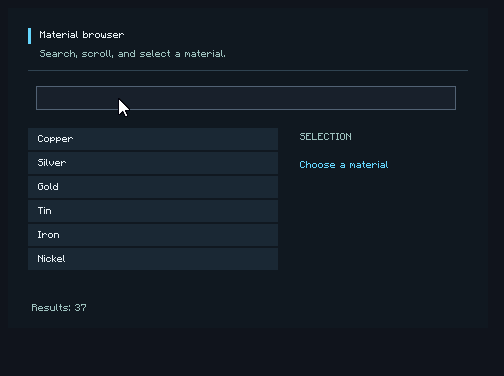 Material browser
Search, scroll, and select a material.
Copper
Silver
Gold
Tin
Iron
Nickel
SELECTION
Choose a material
Results: 37